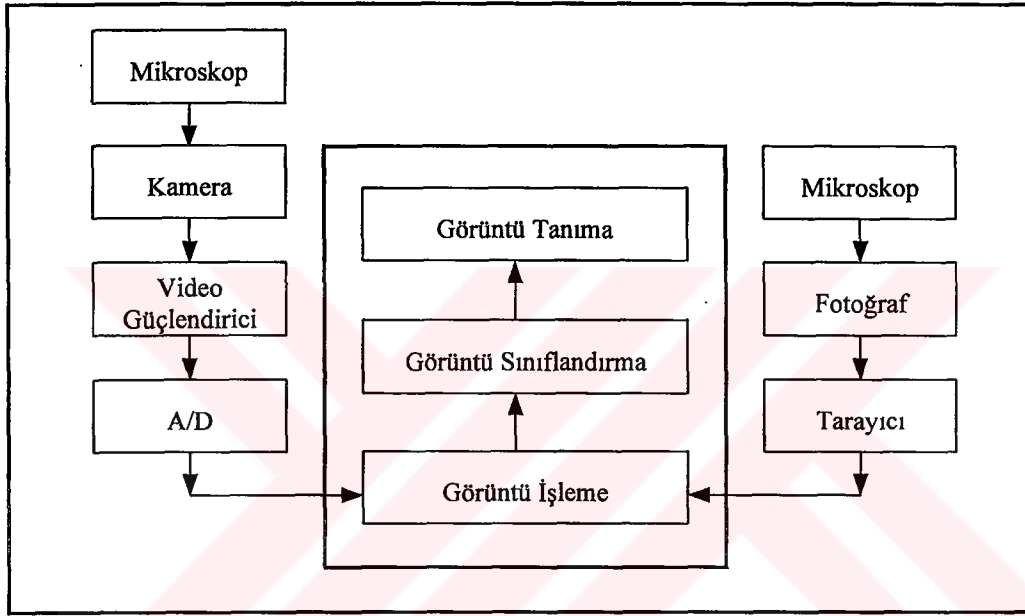 Mikroskop
Kamera
Video
Güçlendirici
A/D
Görüntü Tanıma
Görüntü Sınıflandırma
Görüntü İşleme
Mikroskop
Fotoğraf
Tarayıcı